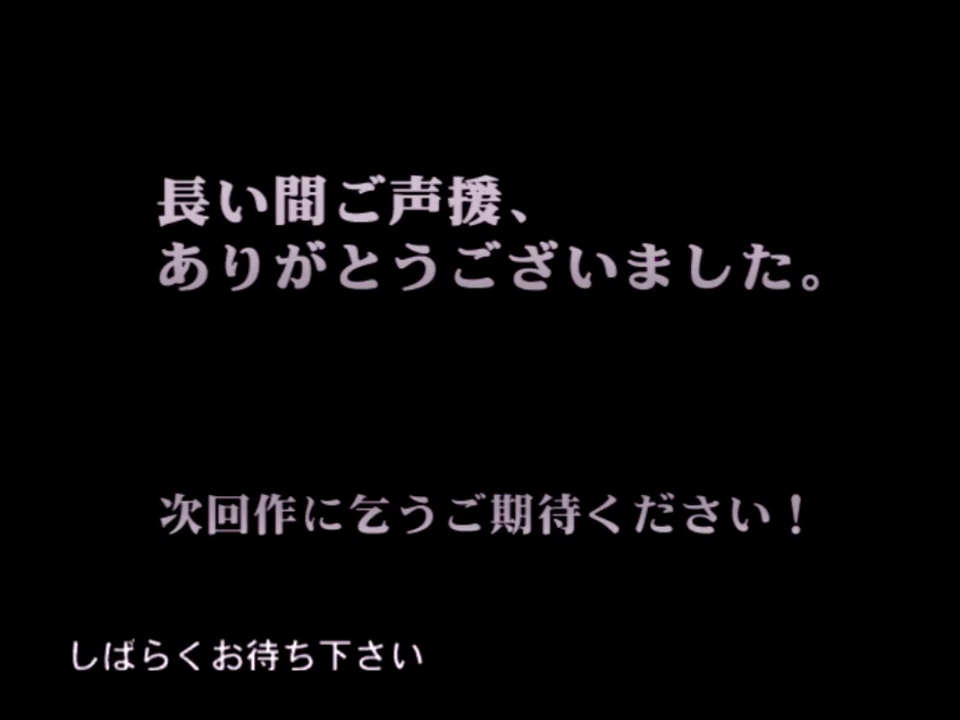 長い間ご声援、
ありがとうございました。
次回作に乞うご期待ください！
しばらくお待ち下さい